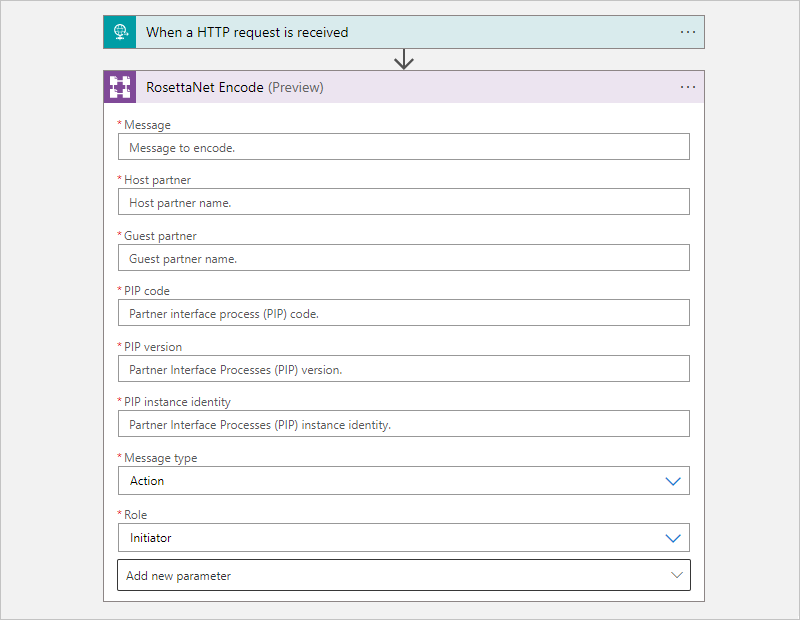 When a HTTP request is received
RosettaNet Encode (Preview)
* Message
Message to encode.
* Host partner
Host partner name.
* Guest partner
Guest partner name.
* PIP code
Partner interface process (PIP) code.
* PIP version
Partner Interface Processes (PIP) version.
* PIP instance identity
Partner Interface Processes (PIP) instance identity.
* Message type
Action
* Role
Initiator
Add new parameter